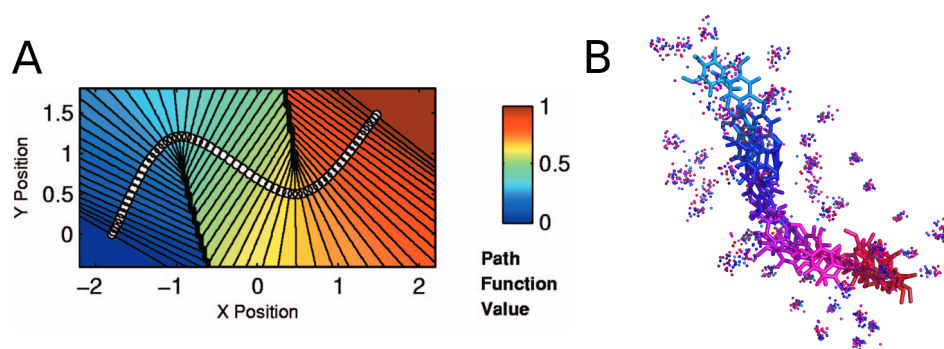 A
B
1.5
1
0.5
0
Y Position
−2
−1
0
1
2
X Position
1
0.5
0
Path
Function
Value